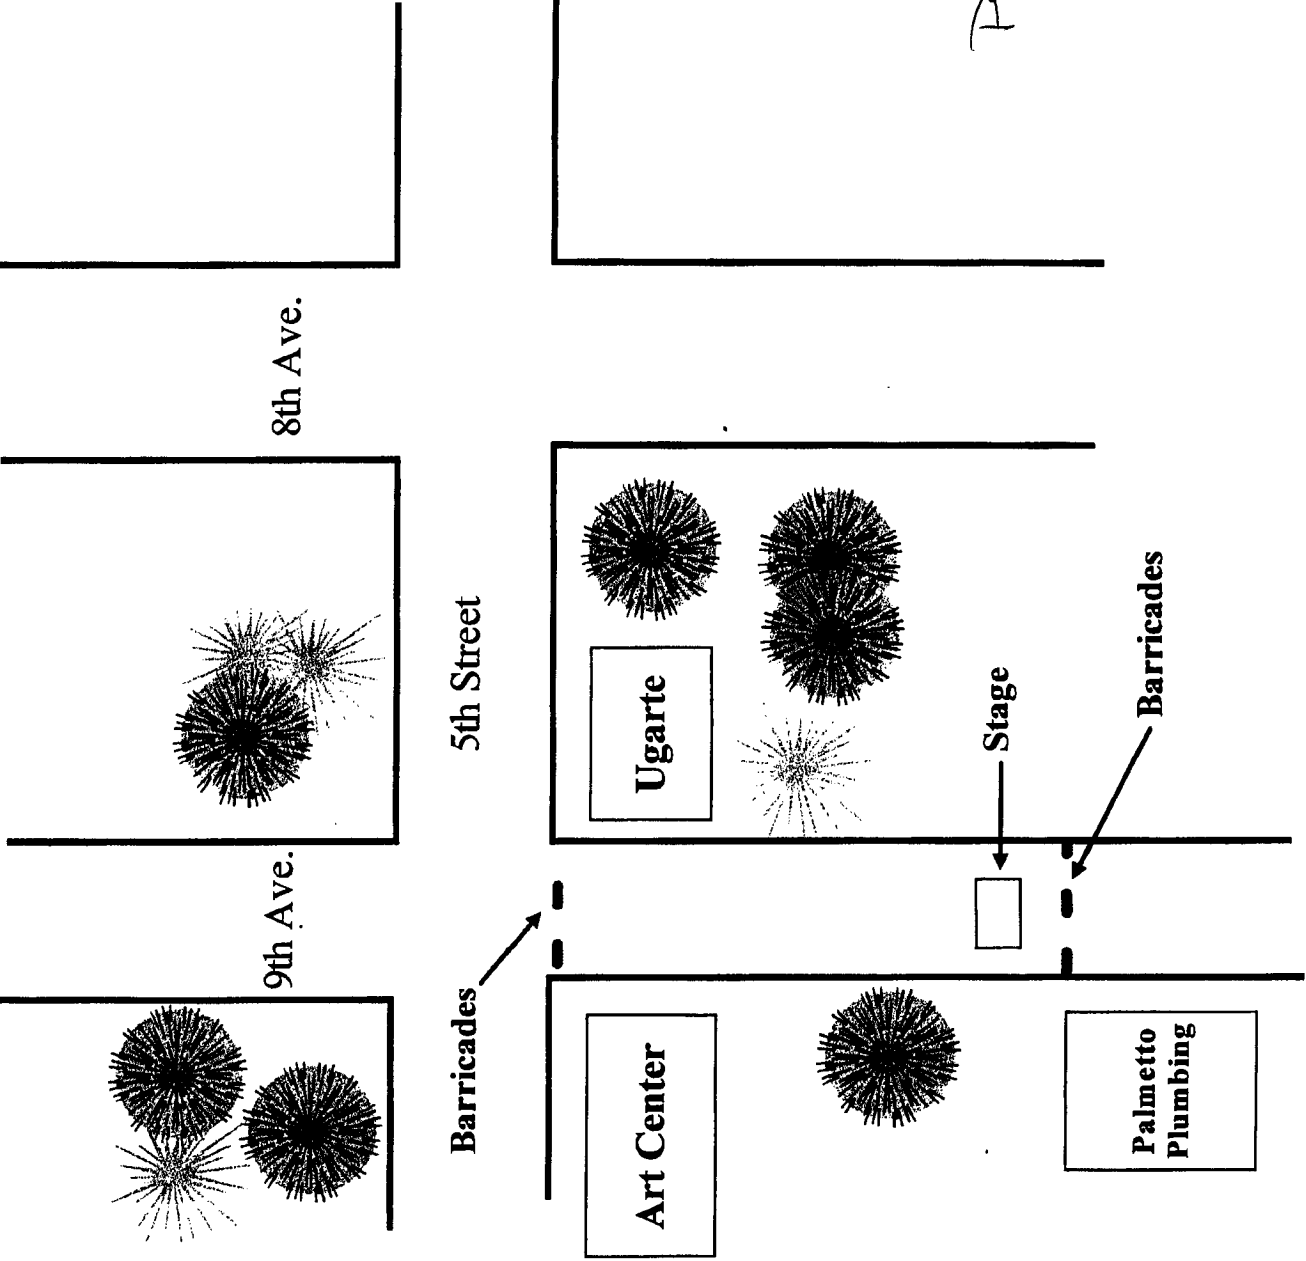 8th Ave.
9th Ave.
5th Street
Barricades
Ugarte
Art Center
Stage
Barricades
Palmetto
Plumbing